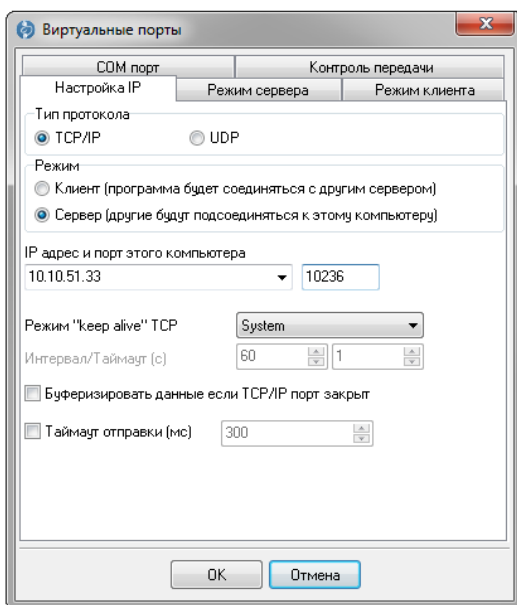 Виртуальные порты
COM порт
Контроль передачи
Настройка IP
Режим сервера
Режим клиента
Тип протокола
TCP/IP
UDP
Режим
Клиент (программа будет соединяться с другим сервером)
Сервер (другие будут подсоединяться к этому компьютеру)
IP адрес и порт этого компьютера
10.10.51.33
10236
Режим "keep alive" TCP
System
Интервал/Таймаут (с)
60
1
Буферизировать данные если TCP/IP порт закрыт
Таймаут отправки (мс)
300
OK
Отмена